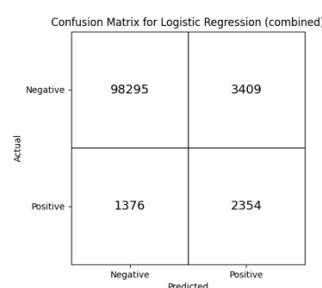 Confusion Matrix for Logistic Regression (combined)
Negative
98295
3409
Actual
Positive
1376
2354
Negative
Positive
Predicted